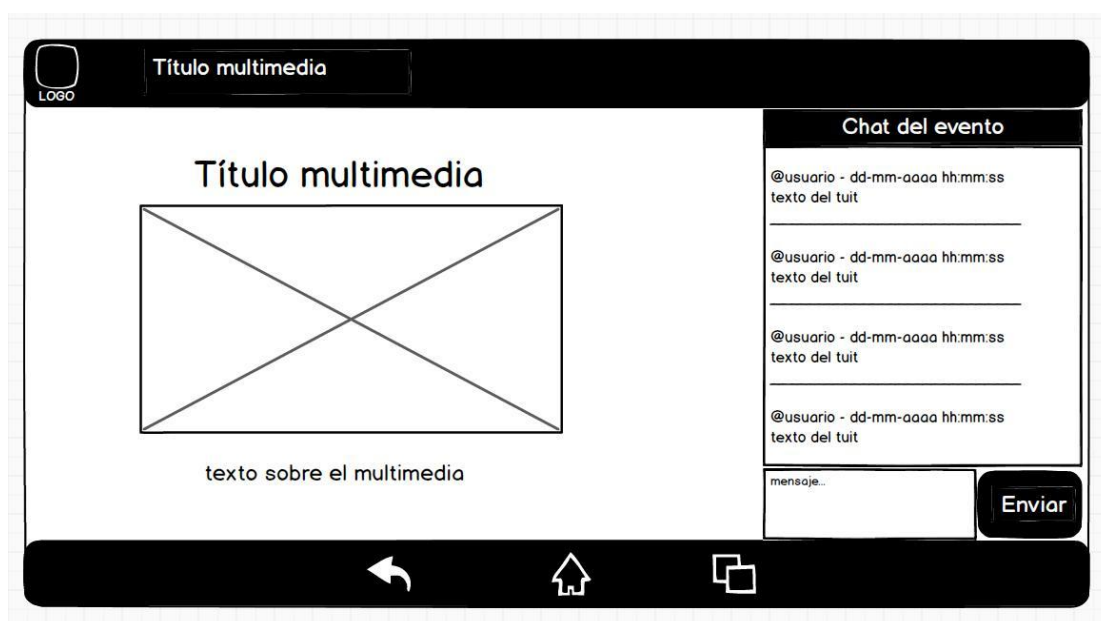 LOGO
Título multimedia
Título multimedia
texto sobre el multimedia
Chat del evento
@usuario - dd-mm-aaaa hh:mm:ss
texto del tuit
@usuario - dd-mm-aaaa hh:mm:ss
texto del tuit
@usuario - dd-mm-aaaa hh:mm:ss
texto del tuit
@usuario - dd-mm-aaaa hh:mm:ss
texto del tuit
mensaje...
Enviar